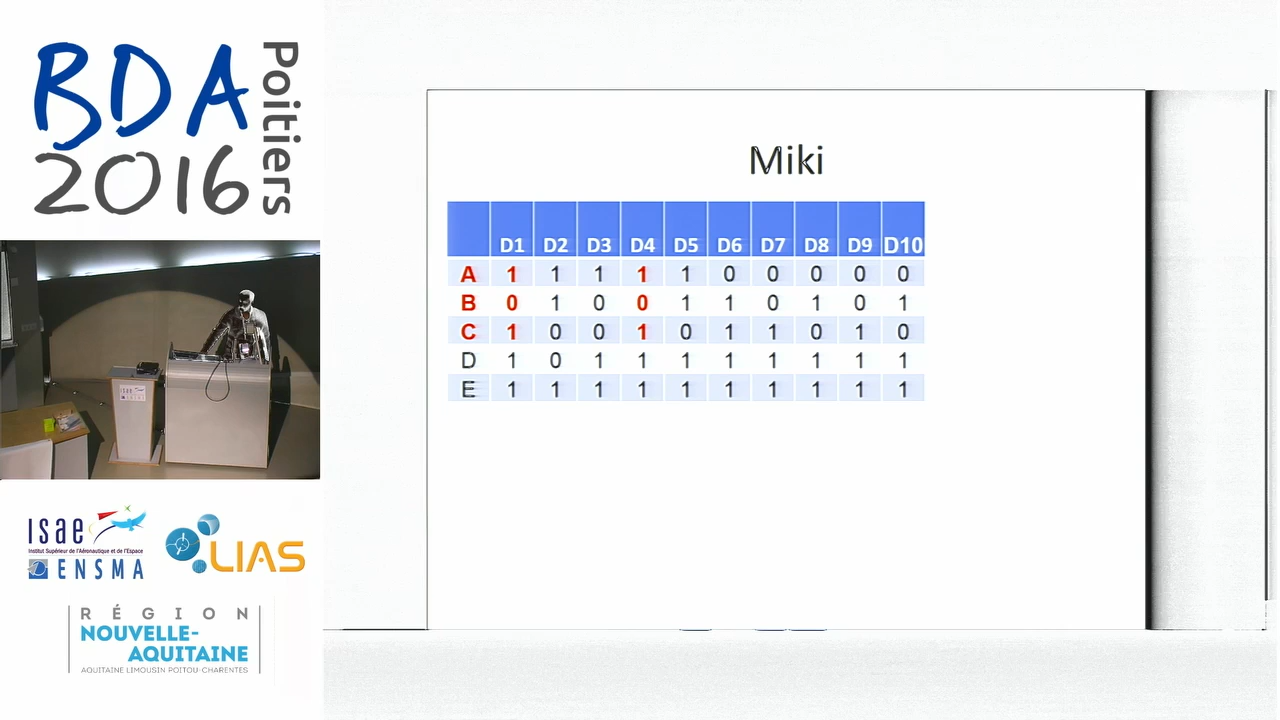 BDA
2016
Poitiers
isae
Institut Supérieur de l'Aéronautique et de l'Espace
ENSMA
LIAS
RÉGION
NOUVELLE-
AQUITAINE
AQUITAINE LIMOUSIN POITOU-CHARENTES
Miki
D1 D2 D3 D4 D5 D6 D7 D8 D9 D10
A 1 1 1 1 1 0 0 0 0 0
B 0 1 0 0 1 1 0 1 0 1
C 1 0 0 1 0 1 1 0 1 0
D 1 0 1 1 1 1 1 1 1 1
E 1 1 1 1 1 1 1 1 1 1